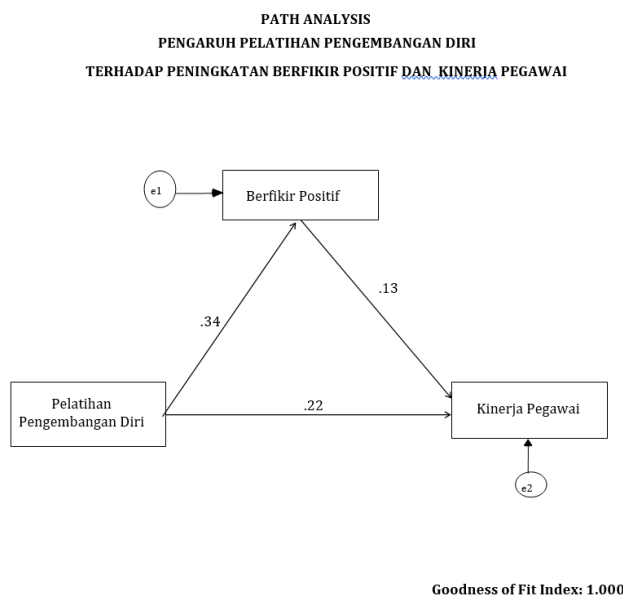 PATH ANALYSIS
PENGARUH PELATIHAN PENGEMBANGAN DIRI
TERHADAP PENINGKATAN BERFIKIR POSITIF DAN KINERJA PEGAWAI
e1
Berfikir Positif
.13
.34
Pelatihan
Pengembangan Diri
.22
Kinerja Pegawai
e2
Goodness of Fit Index: 1.000